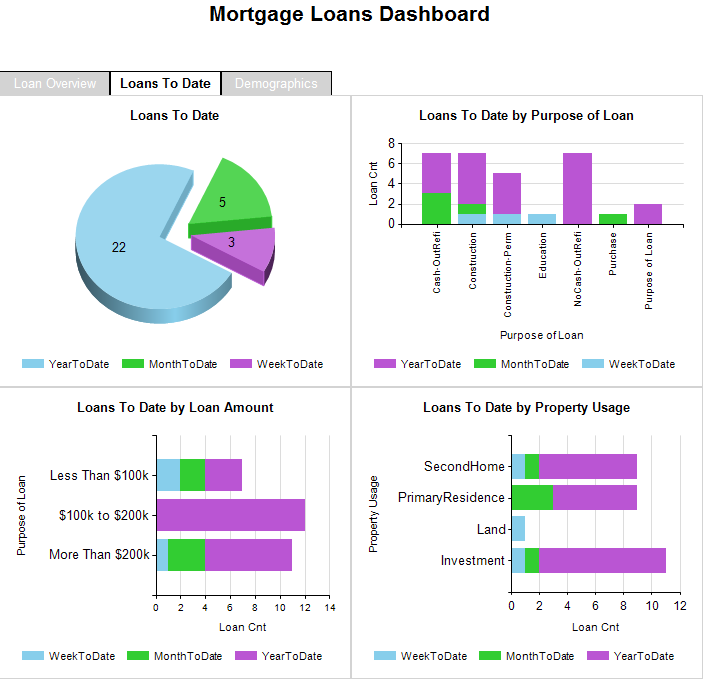 Mortgage Loans Dashboard
Loan Overview Loans To Date Demographics
Loans To Date
22
5
3
YearToDate MonthToDate WeekToDate
Loans To Date by Purpose of Loan
Loan Cnt
8
6
4
2
0
Cash-OutRefi
Construction
Construction-Perm
Education
NoCash-OutRefi
Purchase
Purpose of Loan
Purpose of Loan
YearToDate MonthToDate WeekToDate
Loans To Date by Loan Amount
Purpose of Loan
Less Than $100k
$100k to $200k
More Than $200k
0 2 4 6 8 10 12 14
Loan Cnt
WeekToDate MonthToDate YearToDate
Loans To Date by Property Usage
Property Usage
SecondHome
PrimaryResidence
Land
Investment
0 2 4 6 8 10 12
Loan Cnt
WeekToDate MonthToDate YearToDate